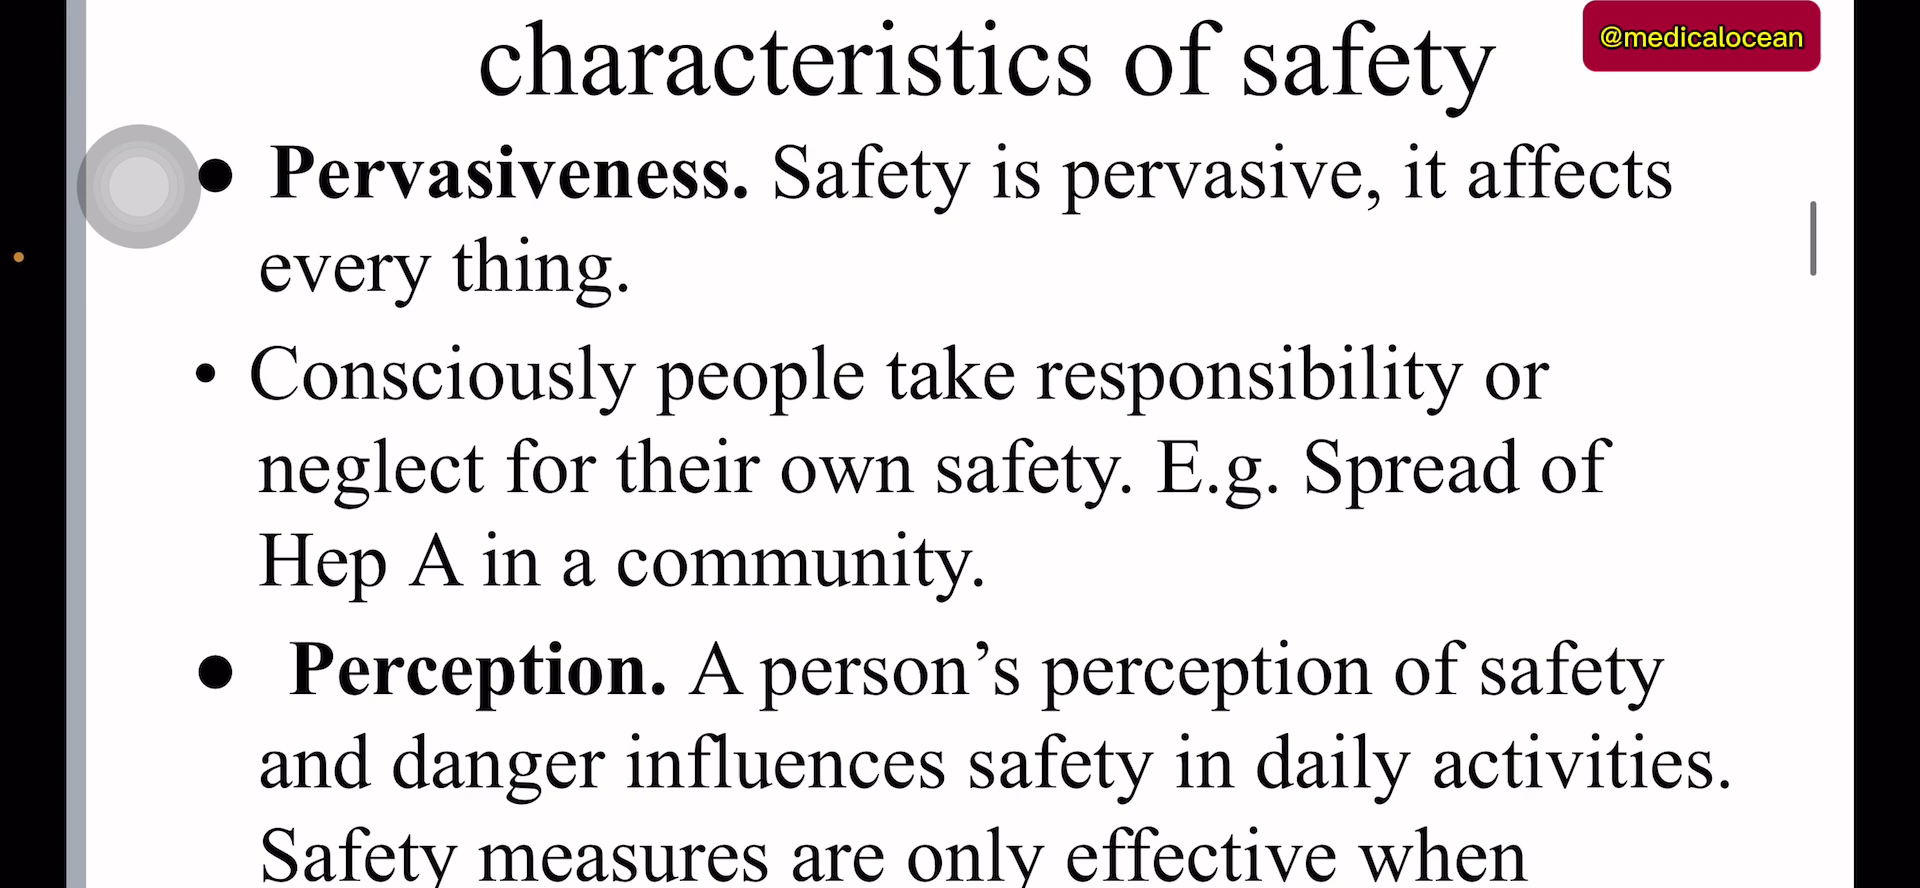 characteristics of safety
@medicalocean
● Pervasiveness. Safety is pervasive, it affects
every thing.
• Consciously people take responsibility or
neglect for their own safety. E.g. Spread of
Hep A in a community.
● Perception. A person’s perception of safety
and danger influences safety in daily activities.
Safety measures are only effective when